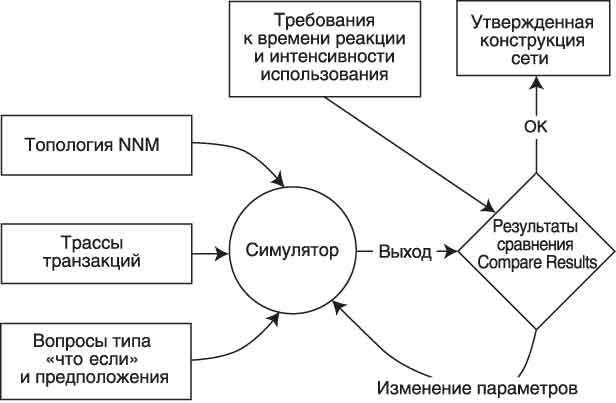 Требования
к времени реакции
и интенсивности
использования
Утвержденная
конструкция
сети
OK
Топология NNM
Трассы
транзакций
Вопросы типа
«что если»
и предположения
Симулятор
Выход
Результаты
сравнения
Compare Results
Изменение параметров